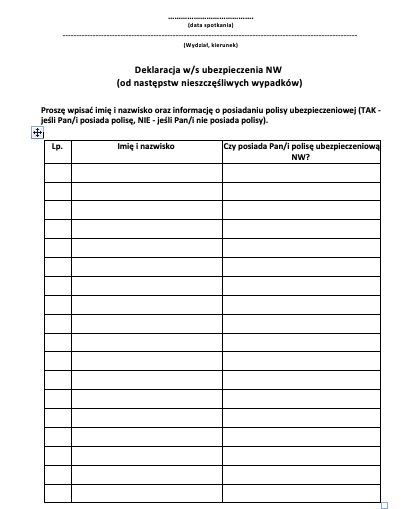 ……………………………….
(data spotkania)
--------------------------------------------------------------------------------------------
(Wydział, kierunek)
Deklaracja w/s ubezpieczenia NW
(od następstw nieszczęśliwych wypadków)
Proszę wpisać imię i nazwisko oraz informację o posiadaniu polisy ubezpieczeniowej (TAK -
jeśli Pan/i posiada polisę, NIE - jeśli Pan/i nie posiada polisy).
Lp. Imię i nazwisko Czy posiada Pan/i polisę ubezpieczeniową
NW?